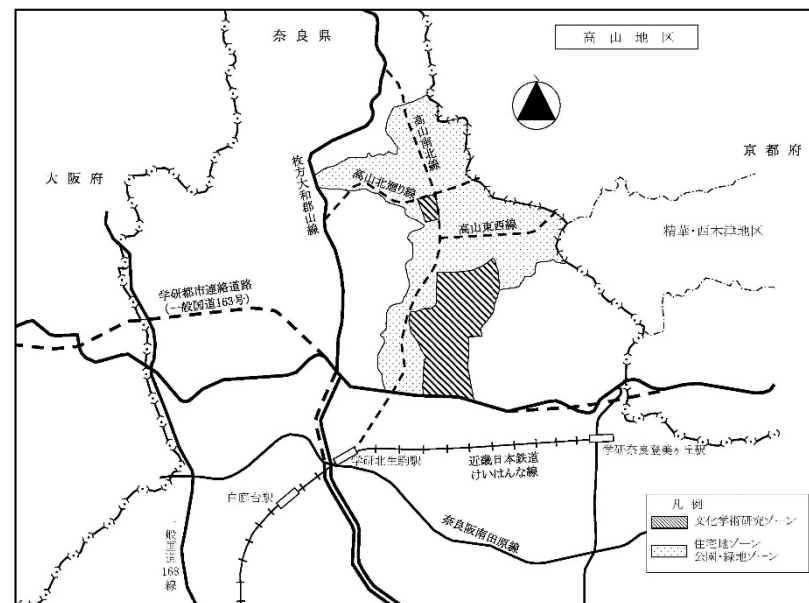 奈良県
高山地区
京都府
大阪府
高山南北線
枚方大和郡山線
高山北廻り線
高山東西線
精華・西木津地区
学研都市連絡道路
(一般国道163号)
学研北生駒駅
近畿日本鉄道
けいはんな線
学研奈良登美ヶ丘駅
白庭台駅
奈良阪南田原線
一般国道168線
凡例
文化学術研究ゾーン
住宅地ゾーン
公園・緑地ゾーン